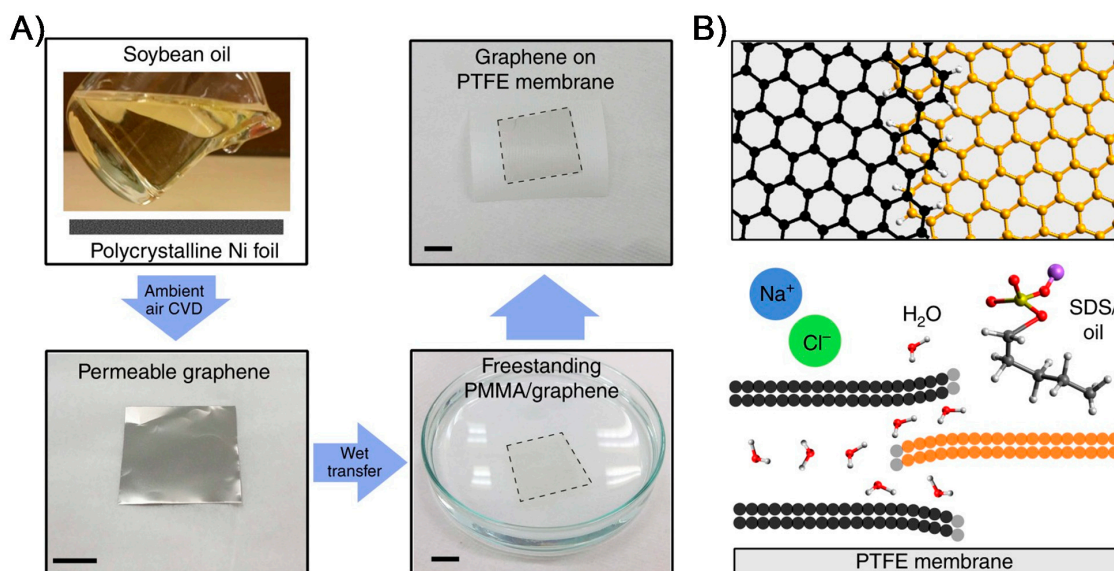 A)
Soybean oil
Polycrystalline Ni foil
Ambient
air CVD
Permeable graphene
Wet
transfer
Freestanding
PMMA/graphene
Graphene on
PTFE membrane
B)
Na⁺
Cl⁻
H₂O
SDS/
oil
PTFE membrane